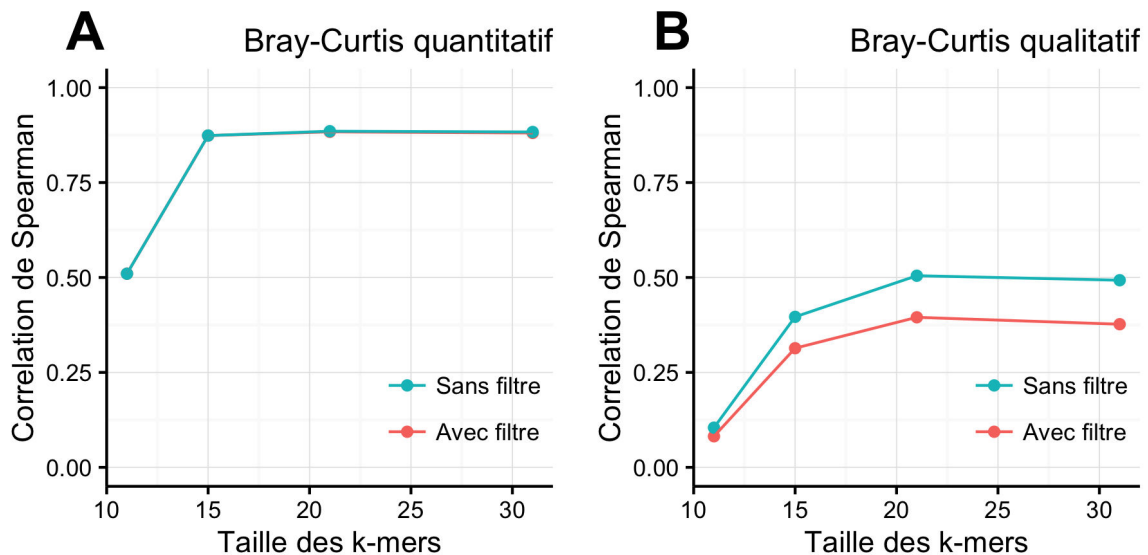 A
Bray-Curtis quantitatif
Correlation de Spearman
1.00
0.75
0.50
0.25
0.00
Sans filtre
Avec filtre
10 15 20 25 30
Taille des k-mers
B
Bray-Curtis qualitatif
Correlation de Spearman
1.00
0.75
0.50
0.25
0.00
Sans filtre
Avec filtre
10 15 20 25 30
Taille des k-mers